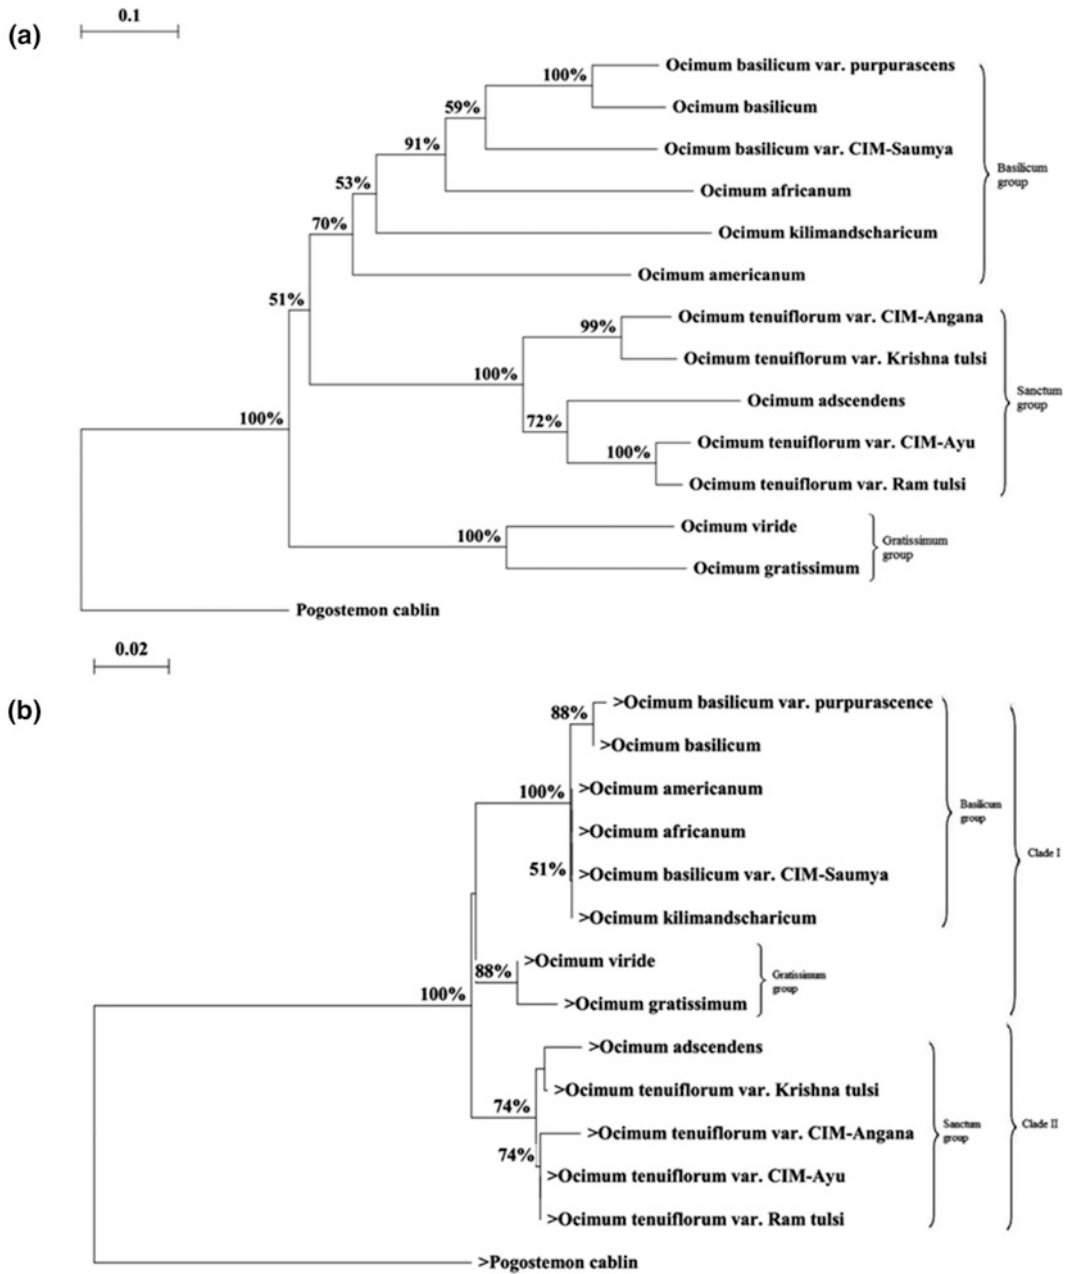 0.1
(a)
100%
Ocimum basilicum var. purpurascens
59%
Ocimum basilicum
91%
Ocimum basilicum var. CIM-Saumya
Basilicum
group
53%
Ocimum africanum
70%
Ocimum kilimandscharicum
51%
Ocimum americanum
99%
Ocimum tenuiflorum var. CIM-Angana
Ocimum tenuiflorum var. Krishna tulsi
100%
Ocimum adscendens
Sanctum
group
100%
72%
Ocimum tenuiflorum var. CIM-Ayu
100%
Ocimum tenuiflorum var. Ram tulsi
100%
Ocimum viride
Gratissimum
group
Ocimum gratissimum
Pogostemon cablin
0.02
(b)
88%
>Ocimum basilicum var. purpurascence
>Ocimum basilicum
100%
>Ocimum americanum
Basilicum
group
>Ocimum africanum
Clade I
51%
>Ocimum basilicum var. CIM-Saumya
>Ocimum kilimandscharicum
>Ocimum viride
88%
Gratissimum
group
100%
>Ocimum gratissimum
>Ocimum adscendens
>Ocimum tenuiflorum var. Krishna tulsi
74%
>Ocimum tenuiflorum var. CIM-Angana
Sanctum
group
Clade II
74%
>Ocimum tenuiflorum var. CIM-Ayu
>Ocimum tenuiflorum var. Ram tulsi
>Pogostemon cablin